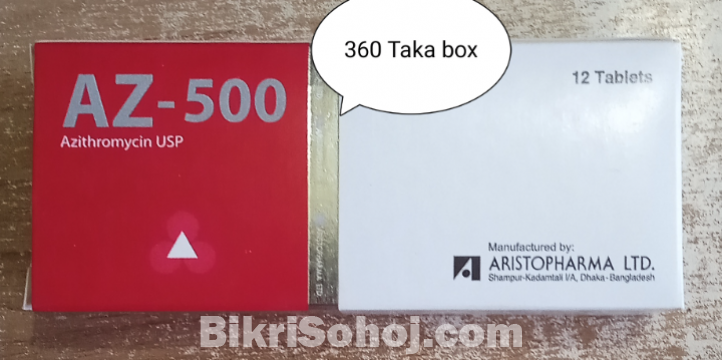 360 Taka box
AZ-500
Azithromycin USP
12 Tablets
Manufactured by:
ARISTOPHARMA LTD.
Shampur-Kadamtali I/A, Dhaka-Bangladesh
BikriSohoj.com